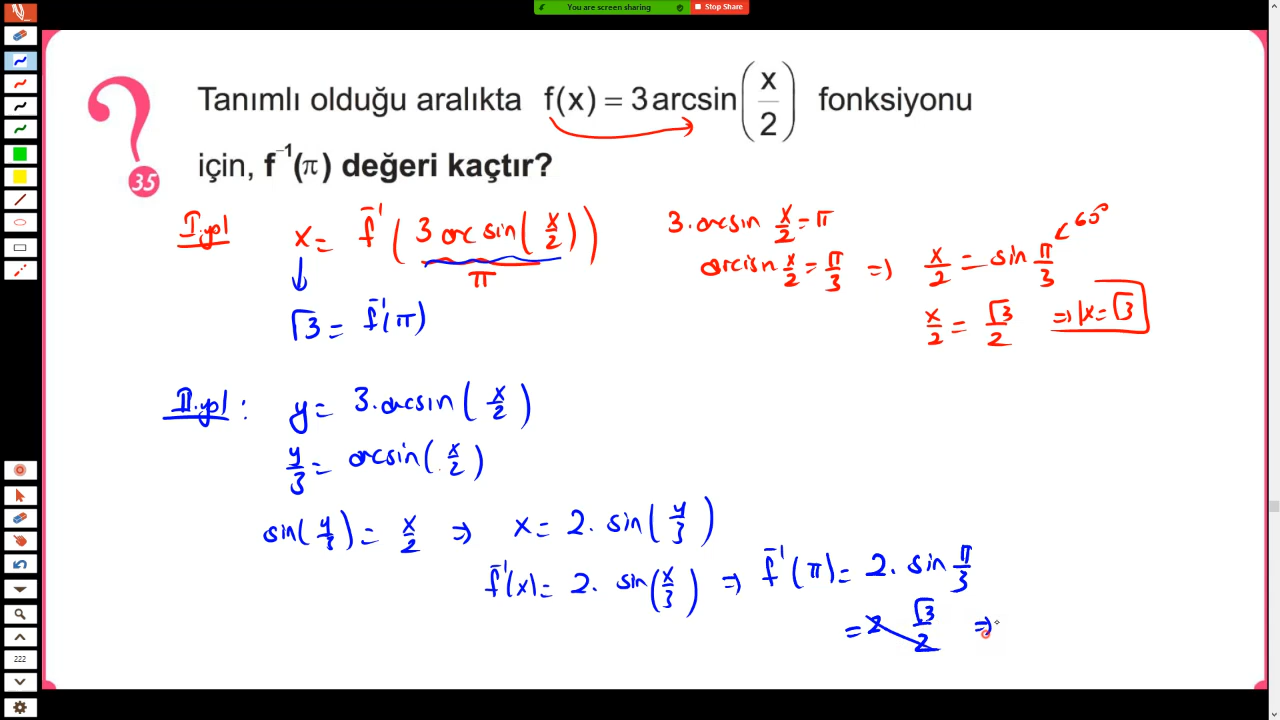 You are screen sharing Stop Share
Tanımlı olduğu aralıkta f(x) = 3 arcsin(x/2) fonksiyonu
35
için, f⁻¹(π) değeri kaçtır?
I.yol x = f⁻¹(3 arcsin(x/2))
π
√3 = f⁻¹(π)
3.arcsin x/2 = π
arcisn x/2 = π/3 => x/2 = sin π/3 < 60°
x/2 = √3/2 => x = √3
II.yol : y = 3.arcsin(x/2)
y/3 = arcsin(x/2)
sin(y/3) = x/2 => x = 2. sin(y/3)
f⁻¹(x) = 2. sin(x/3) => f⁻¹(π) = 2. sin π/3
= 2 √3/2 =>
222